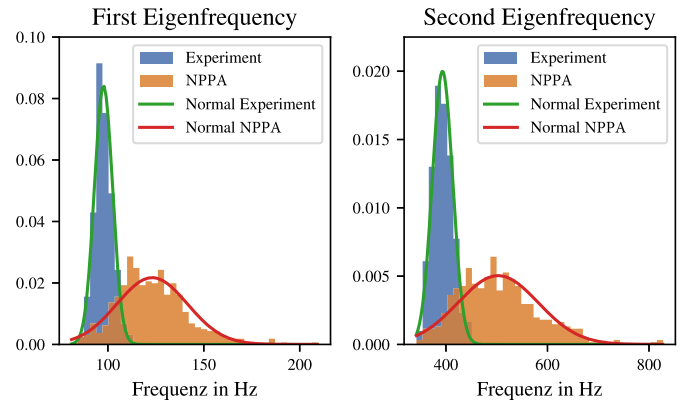 First Eigenfrequency
0.10
0.08
0.06
0.04
0.02
0.00
Experiment
NPPA
Normal Experiment
Normal NPPA
100
150
200
Frequenz in Hz
Second Eigenfrequency
0.020
0.015
0.010
0.005
0.000
Experiment
NPPA
Normal Experiment
Normal NPPA
400
600
800
Frequenz in Hz